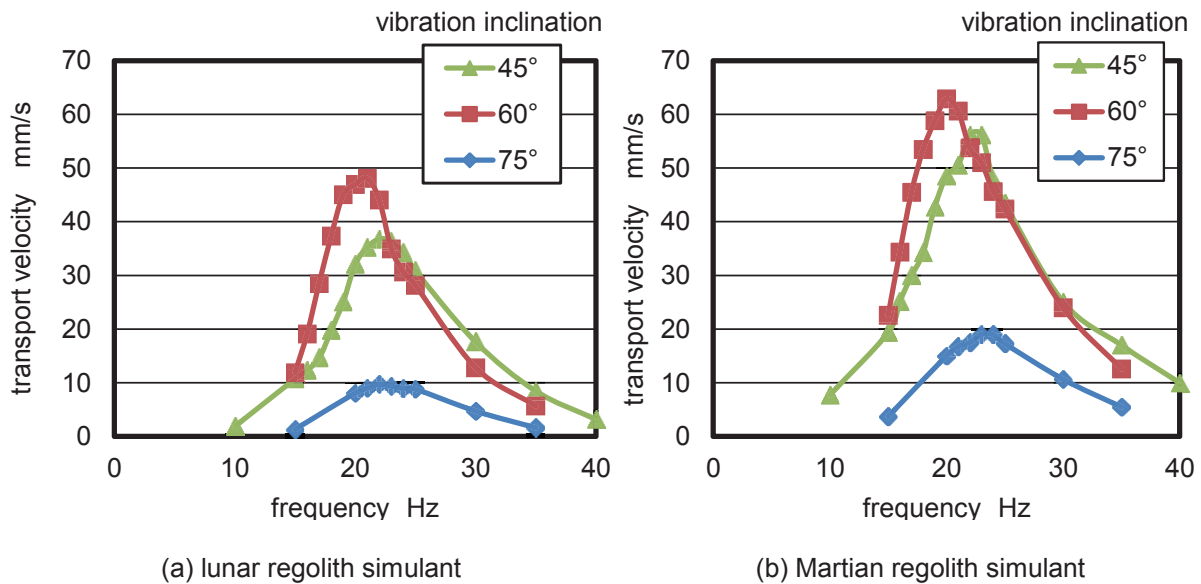 vibration inclination
70
60
50
40
30
20
10
0
transport velocity mm/s
45°
60°
75°
0 10 20 30 40
frequency Hz
(a) lunar regolith simulant
vibration inclination
70
60
50
40
30
20
10
0
transport velocity mm/s
45°
60°
75°
0 10 20 30 40
frequency Hz
(b) Martian regolith simulant